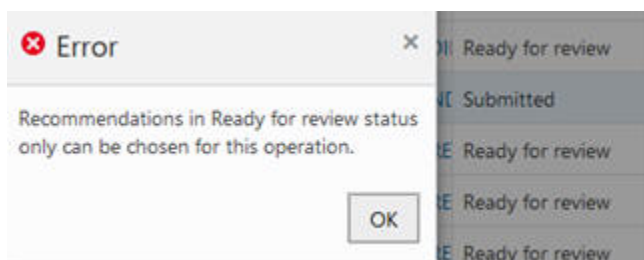 Error
Ready for review
Submitted
Recommendations in Ready for review status
only can be chosen for this operation.
Ready for review
Ready for review
OK
Ready for review